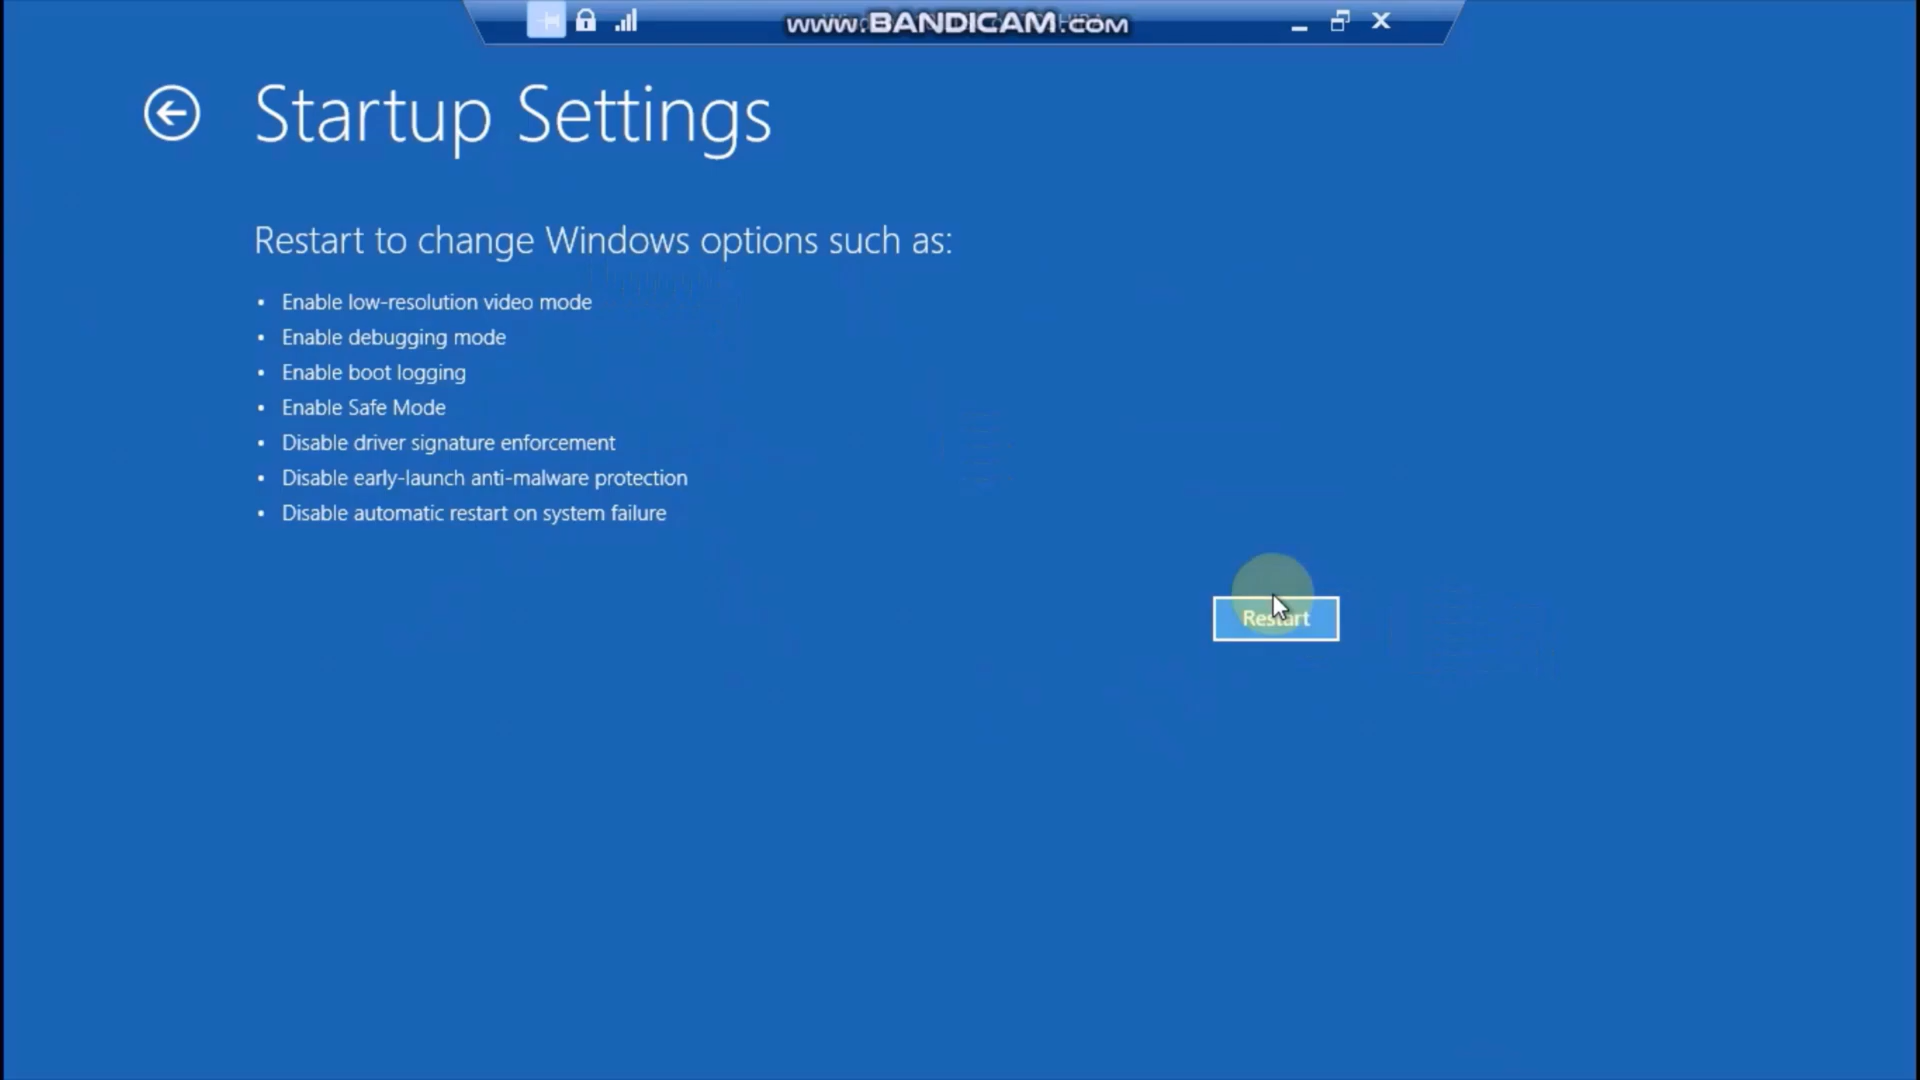 www.BANDICAM.com
Startup Settings
Restart to change Windows options such as:
• Enable low-resolution video mode
• Enable debugging mode
• Enable boot logging
• Enable Safe Mode
• Disable driver signature enforcement
• Disable early-launch anti-malware protection
• Disable automatic restart on system failure
Restart